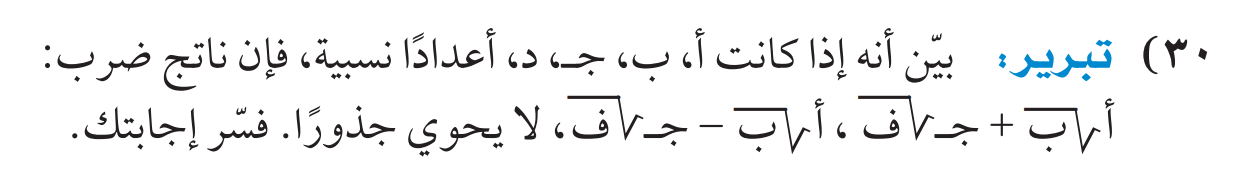 ٣٠) تبرير: بيّن أنه إذا كانت أ، ب، جـ، د، أعدادًا نسبية، فإن ناتج ضرب:
أ√ب + جـ√ف ، أ√ب − جـ√ف، لا يحوي جذورًا. فسّر إجابتك.